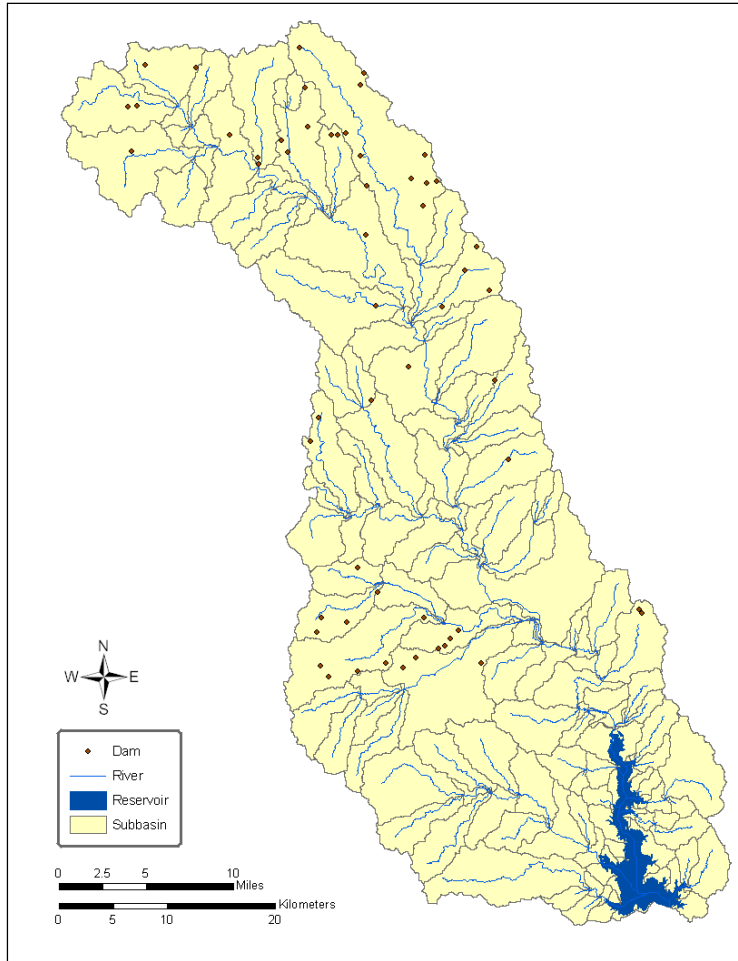 N
W E
S
Dam
River
Reservoir
Subbasin
0 2.5 5 10
Miles
Kilometers
0 5 10 20